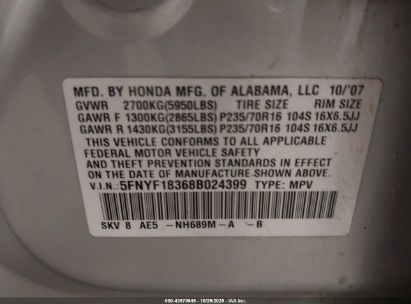 MFD. BY HONDA MFG. OF ALABAMA, LLC 10/'07
GVWR 2700KG(5950LBS) TIRE SIZE RIM SIZE
GAWR F 1300KG(2865LBS) P235/70R16 104S 16X6.5JJ
GAWR R 1430KG(3155LBS) P235/70R16 104S 16X6.5JJ
THIS VEHICLE CONFORMS TO ALL APPLICABLE
FEDERAL MOTOR VEHICLE SAFETY
AND THEFT PREVENTION STANDARDS IN EFFECT ON
THE DATE OF MANUFACTURE SHOWN ABOVE.
V.I.N.: 5FNYF18368B024399 TYPE: MPV
SKV 8 AE5 -NH689M-A -B